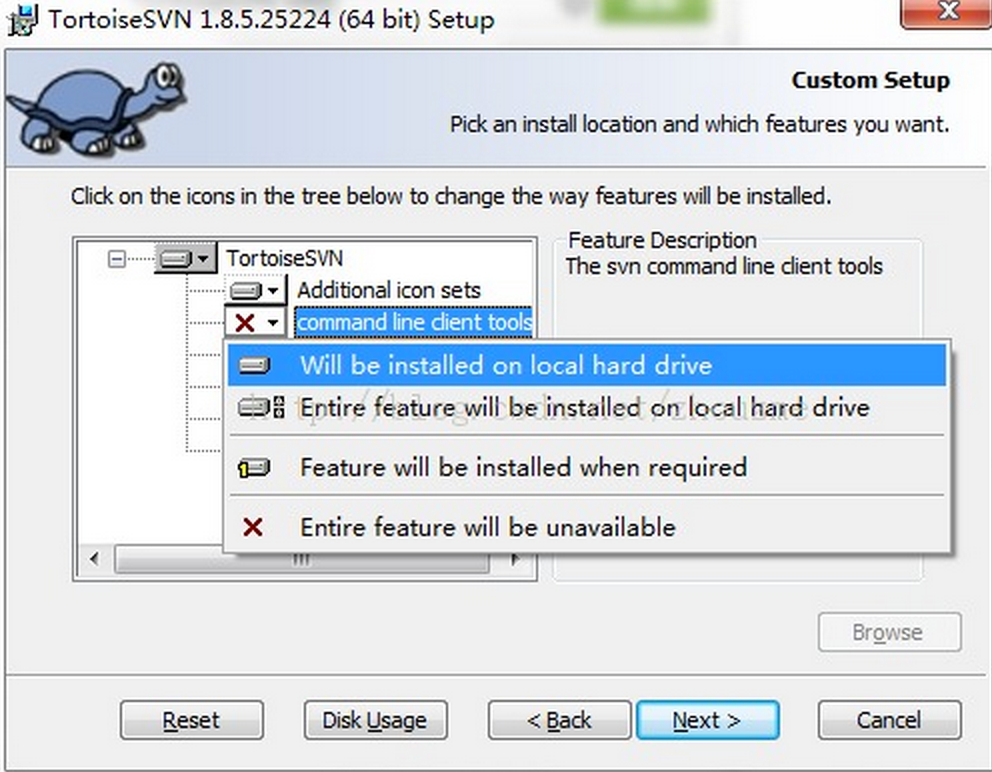 TortoiseSVN 1.8.5.25224 (64 bit) Setup
Custom Setup
Pick an install location and which features you want.
Click on the icons in the tree below to change the way features will be installed.
TortoiseSVN
Additional icon sets
command line client tools
Feature Description
The svn command line client tools
Will be installed on local hard drive
Entire feature will be installed on local hard drive
Feature will be installed when required
Entire feature will be unavailable
Browse
Reset
Disk Usage
< Back
Next >
Cancel